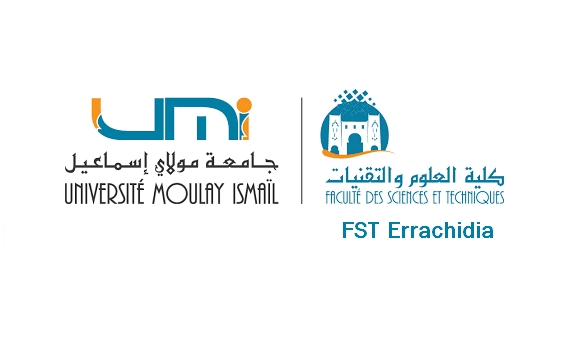 umi
جامعة مولاي إسماعيل
UNIVERSITÉ MOULAY ISMAÏL
كلية العلوم والتقنيات
FACULTÉ DES SCIENCES ET TECHNIQUES
FST Errachidia